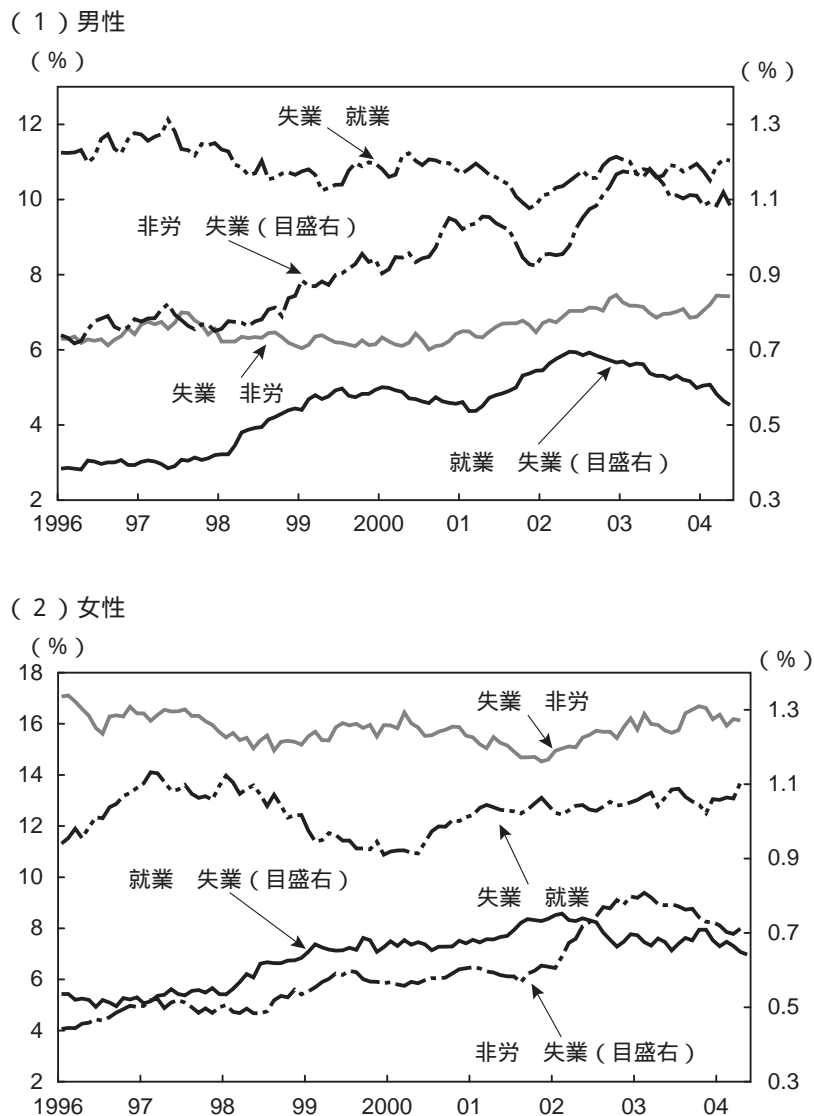 （1）男性
（%）
（%）
12
10
8
6
4
2
1.3
1.1
0.9
0.7
0.5
0.3
失業　就業
非労　失業（目盛右）
失業　非労
就業　失業（目盛右）
1996 97 98 99 2000 01 02 03 04
（2）女性
（%）
（%）
18
16
14
12
10
8
6
4
2
1.3
1.1
0.9
0.7
0.5
0.3
失業　非労
就業　失業（目盛右）
失業　就業
非労　失業（目盛右）
1996 97 98 99 2000 01 02 03 04